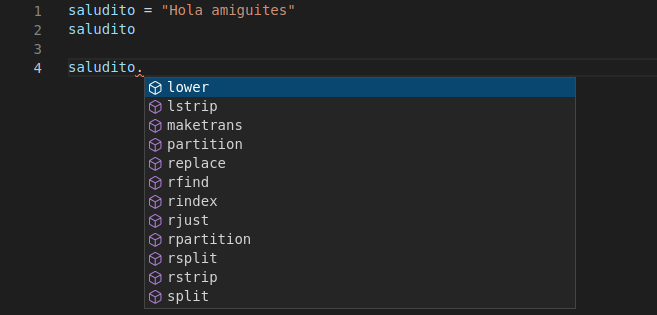 1 saludito = "Hola amiguites"
2 saludito
3
4 saludito.
lower
lstrip
maketrans
partition
replace
rfind
rindex
rjust
rpartition
rsplit
rstrip
split